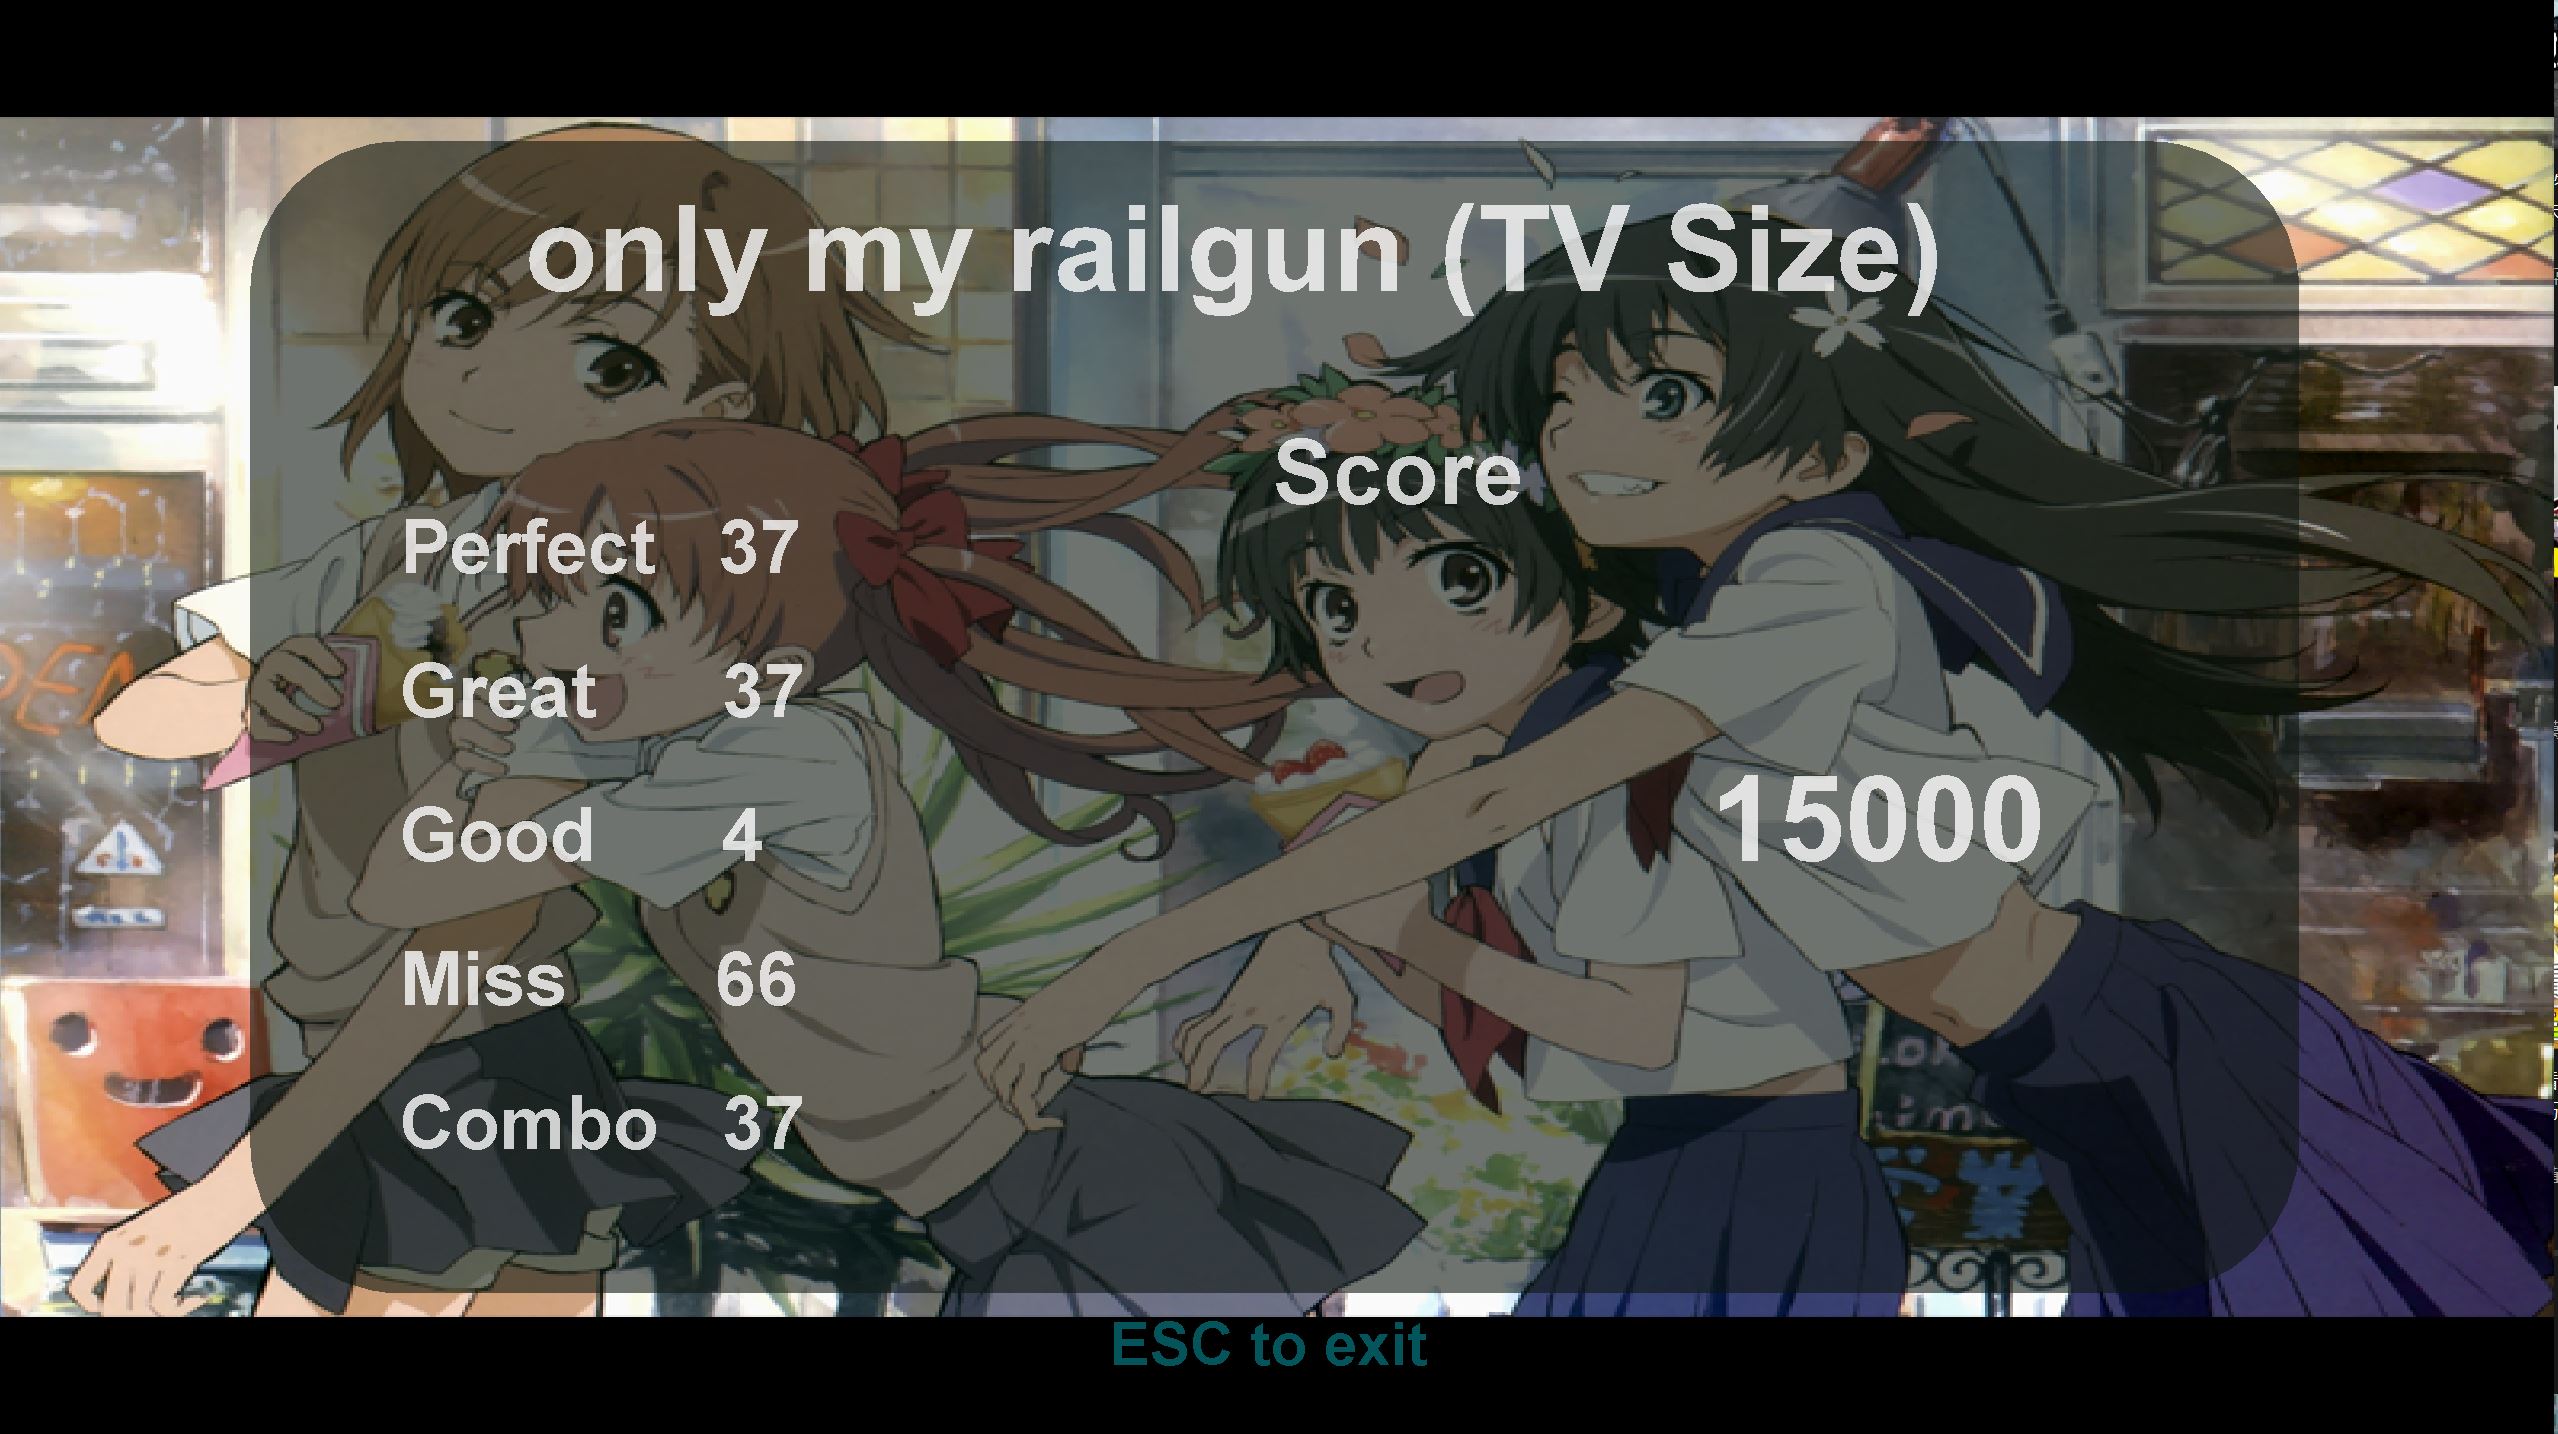 only my railgun (TV Size)
Score
Perfect 37
Great 37
Good 4
15000
Miss 66
Combo 37
ESC to exit